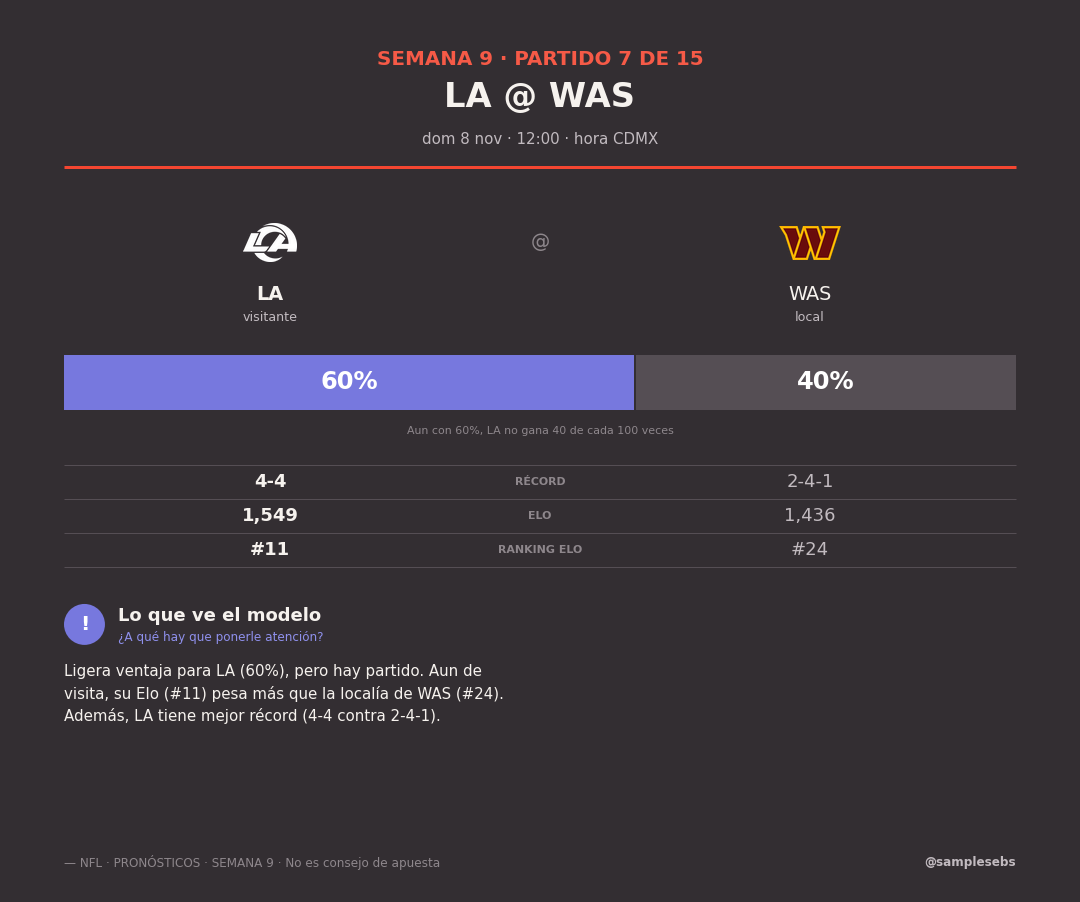 SEMANA 9 · PARTIDO 7 DE 15
LA @ WAS
dom 8 nov · 12:00 · hora CDMX
@
LA
WAS
visitante
local
60%
40%
Aun con 60%, LA no gana 40 de cada 100 veces
4-4 RÉCORD 2-4-1
1,549 ELO 1,436
#11 RANKING ELO #24
! Lo que ve el modelo
¿A qué hay que ponerle atención?
Ligera ventaja para LA (60%), pero hay partido. Aun de
visita, su Elo (#11) pesa más que la localía de WAS (#24).
Además, LA tiene mejor récord (4-4 contra 2-4-1).
— NFL · PRONÓSTICOS · SEMANA 9 · No es consejo de apuesta
@samplesebs